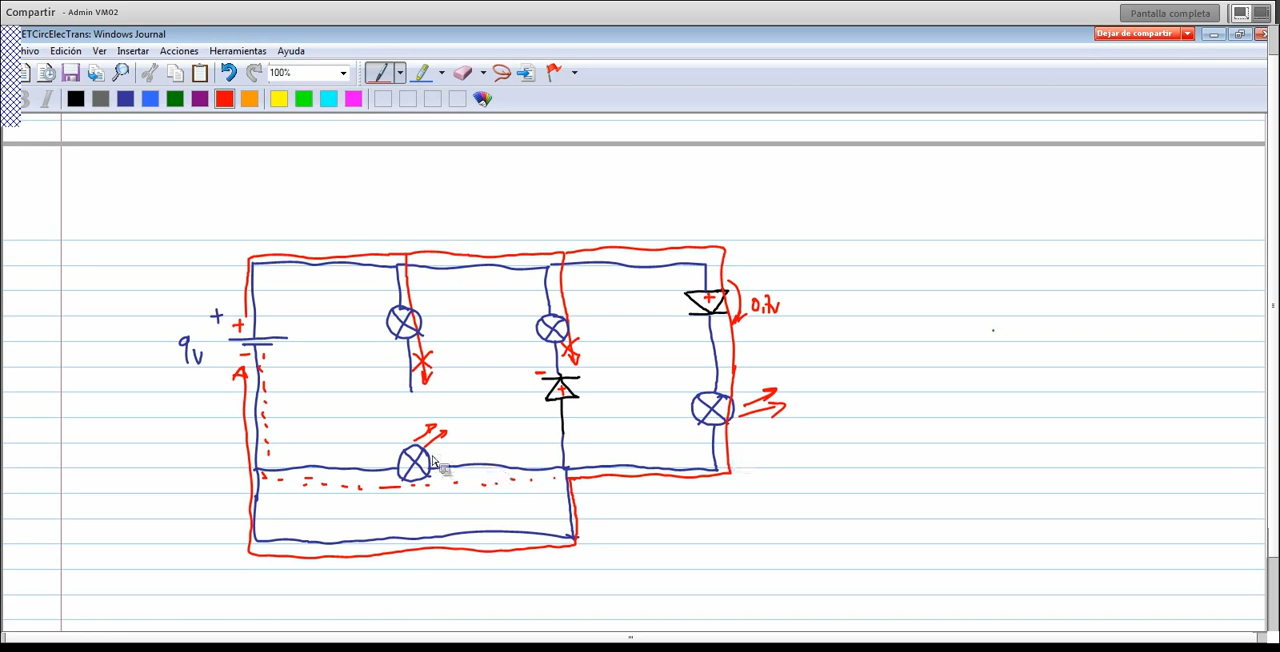 Compartir - Admin VM02
Pantalla completa
ETCircElecTrans: Windows Journal
Dejar de compartir
hivo Edición Ver Insertar Acciones Herramientas Ayuda
100%
B I
+
+
9v
-
A
-
+
+
0,7v